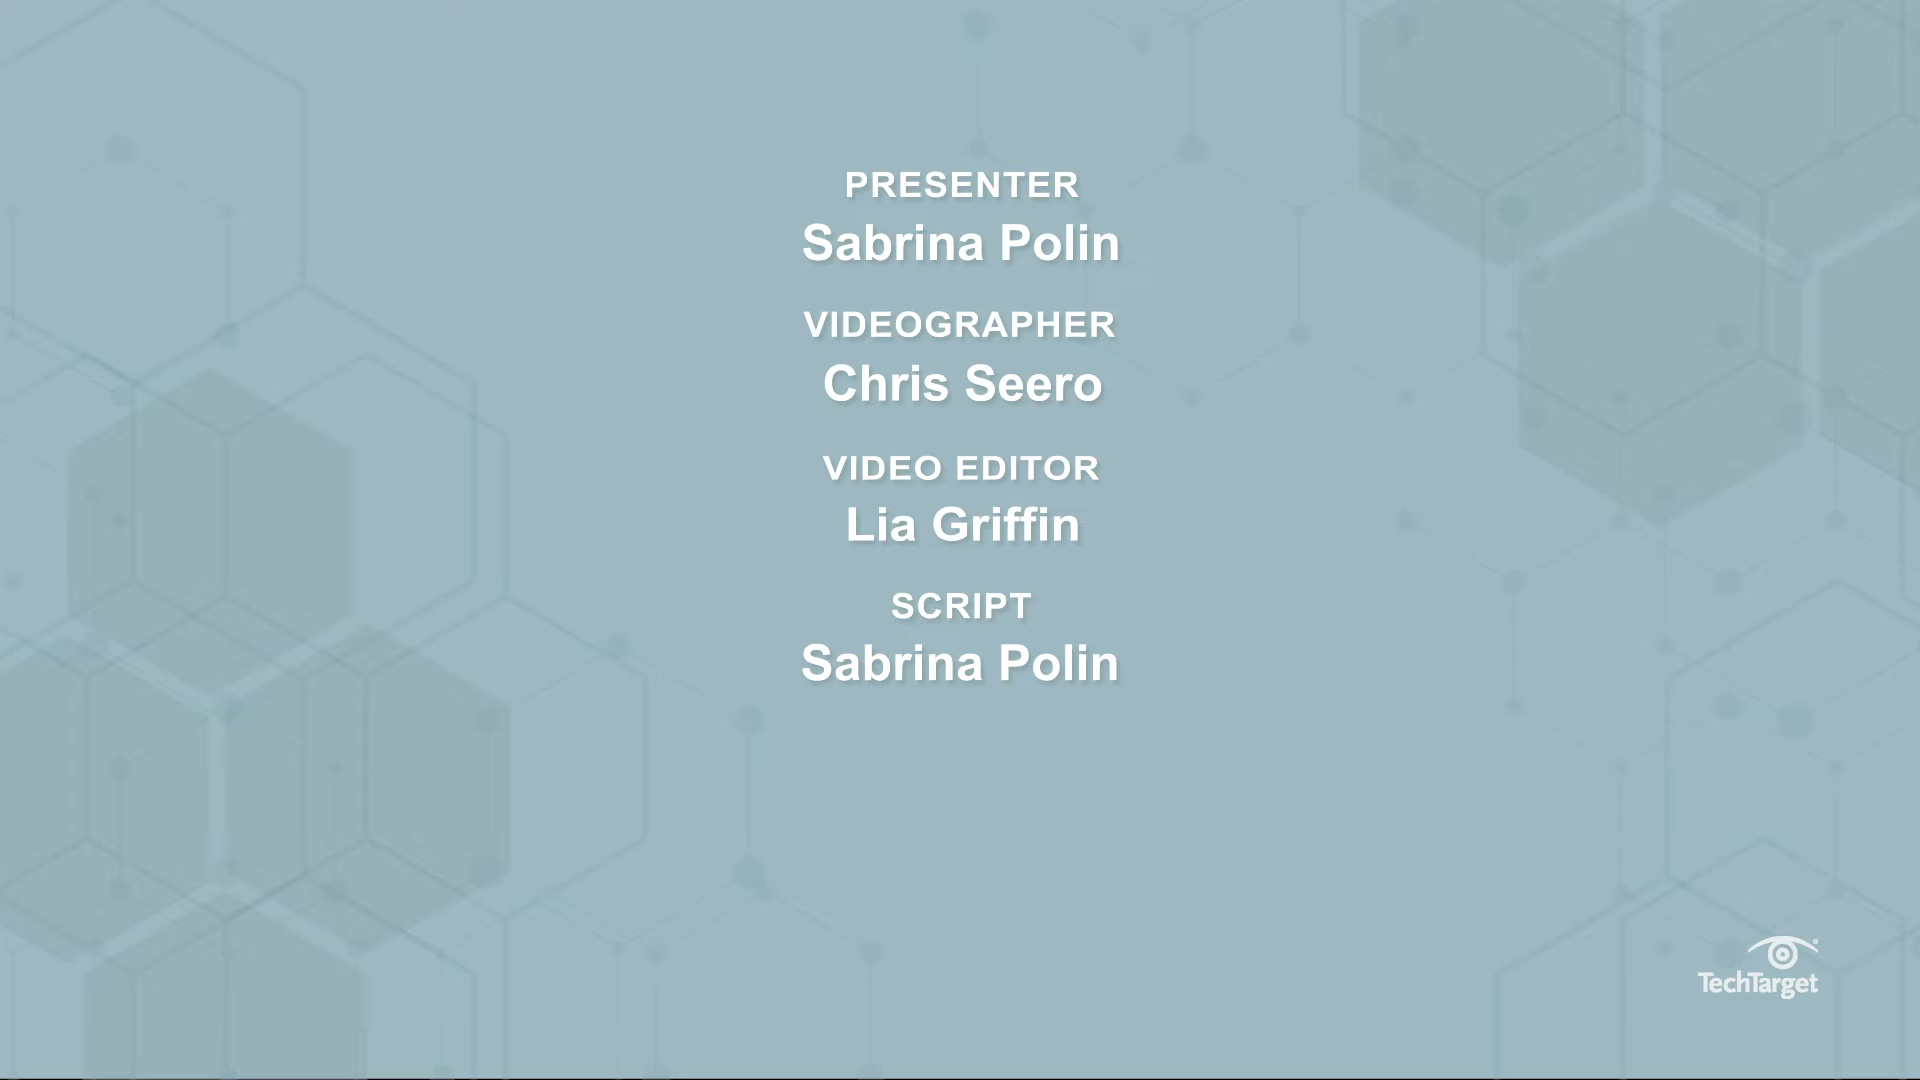 PRESENTER
Sabrina Polin
VIDEOGRAPHER
Chris Seero
VIDEO EDITOR
Lia Griffin
SCRIPT
Sabrina Polin
TechTarget